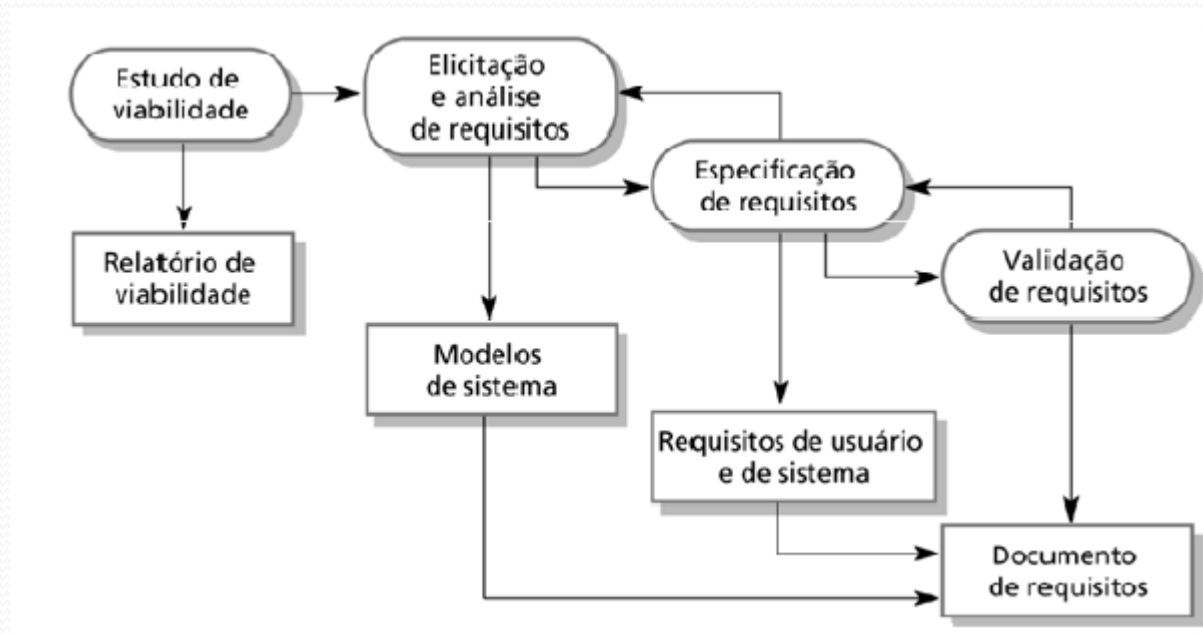 Estudo de
viabilidade
Elicitação
e análise
de requisitos
Especificação
de requisitos
Validação
de requisitos
Relatório de
viabilidade
Modelos
de sistema
Requisitos de usuário
e de sistema
Documento
de requisitos